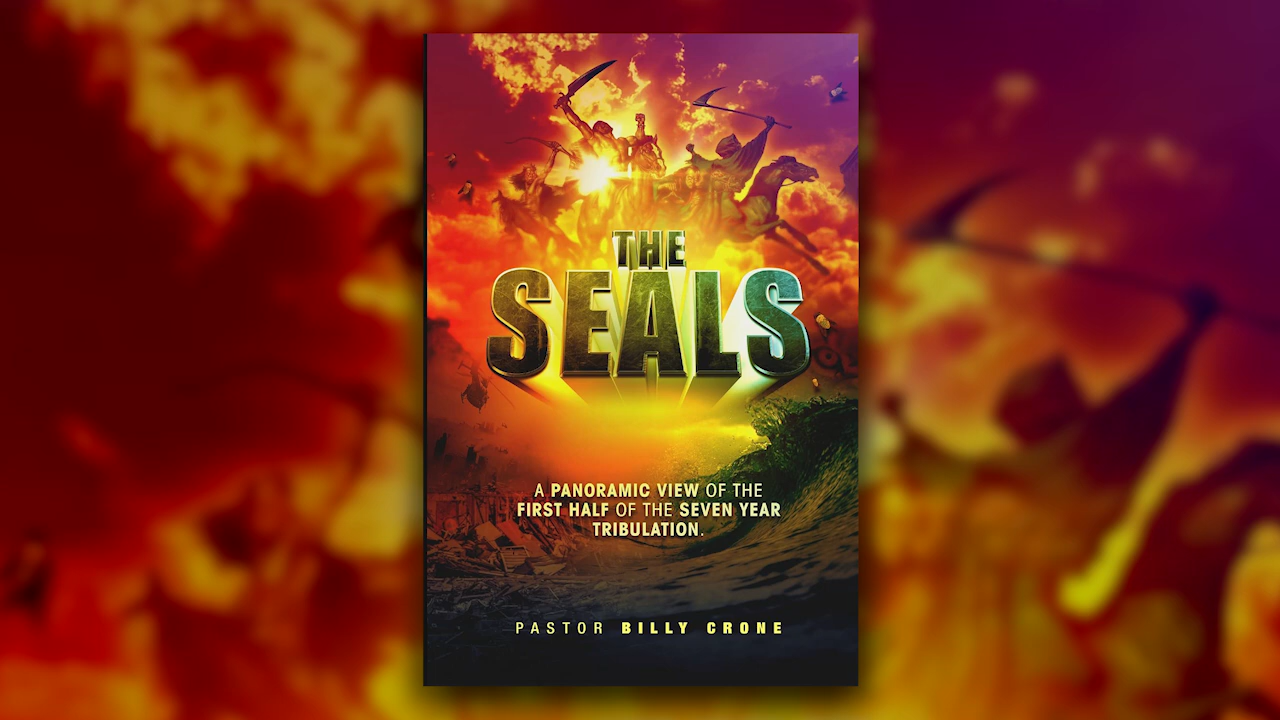 THE
SEALS
A PANORAMIC VIEW OF THE
FIRST HALF OF THE SEVEN YEAR
TRIBULATION.
PASTOR BILLY CRONE